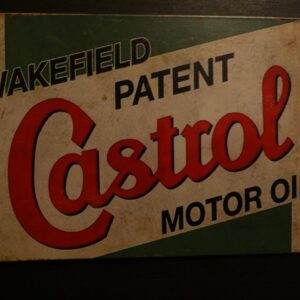 WAKEFIELD
PATENT
Castrol
MOTOR OI